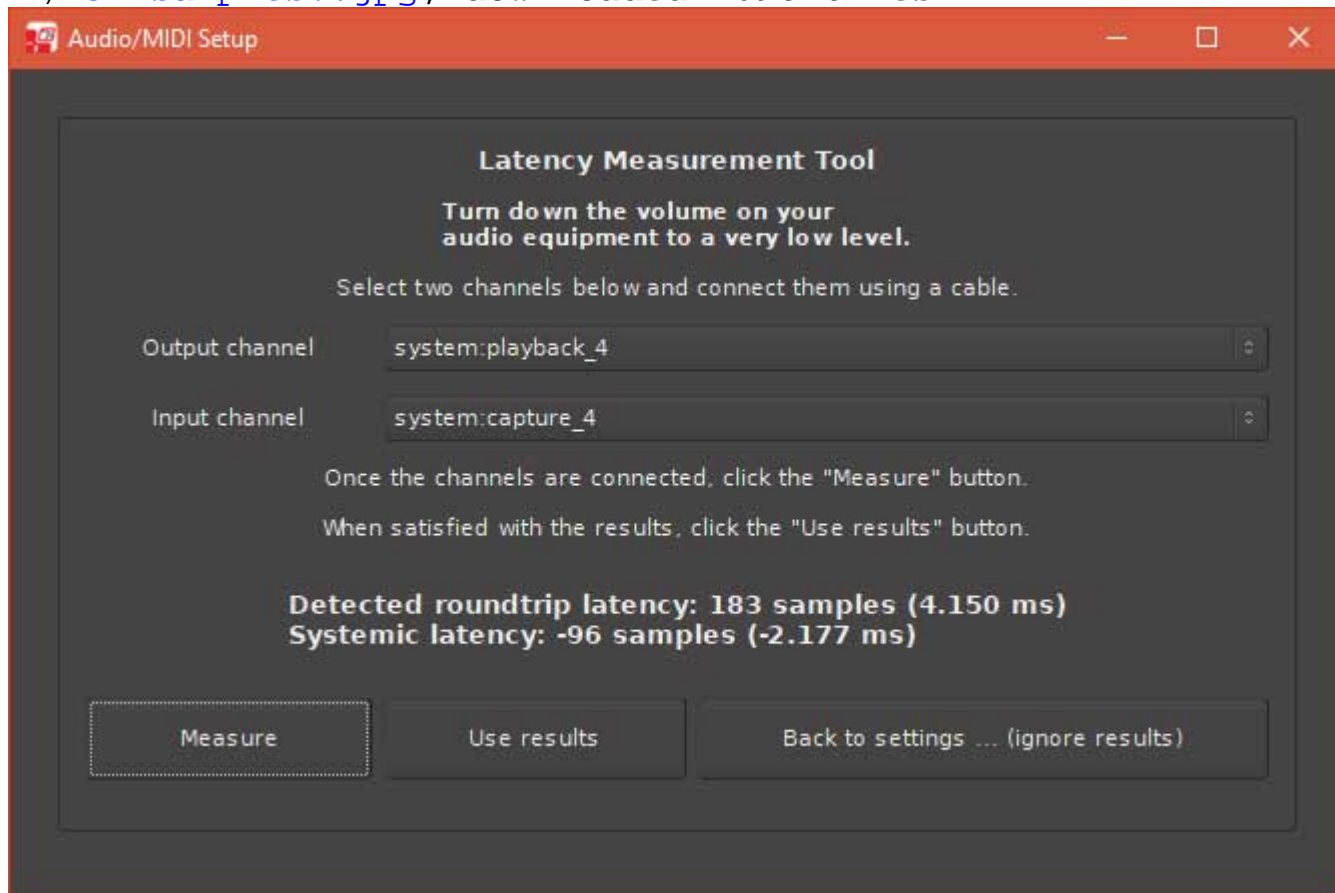 Audio/MIDI Setup
Latency Measurement Tool
Turn down the volume on your
audio equipment to a very low level.
Select two channels below and connect them using a cable.
Output channel system:playback_4
Input channel system:capture_4
Once the channels are connected, click the "Measure" button.
When satisfied with the results, click the "Use results" button.
Detected roundtrip latency: 183 samples (4.150 ms)
Systemic latency: -96 samples (-2.177 ms)
Measure Use results Back to settings ... (ignore results)